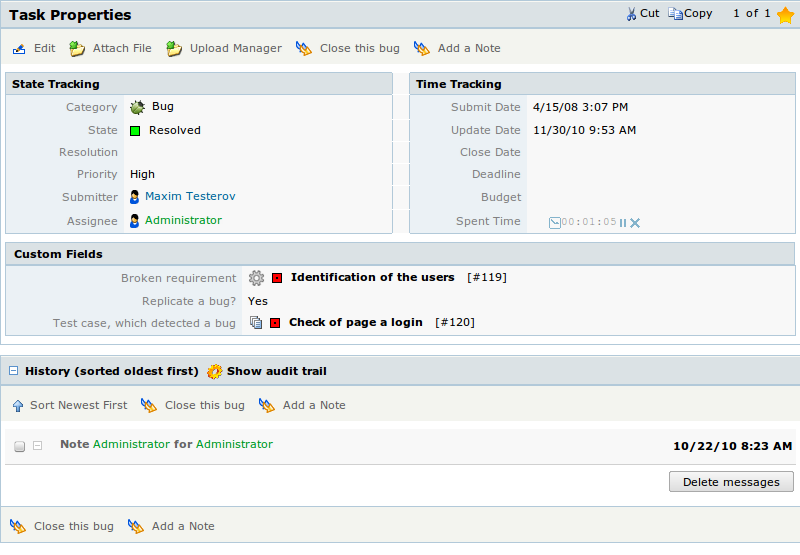 Task Properties Cut Copy 1 of 1
Edit Attach File Upload Manager Close this bug Add a Note
State Tracking
Category Bug
State Resolved
Resolution
Priority High
Submitter Maxim Testerov
Assignee Administrator
Time Tracking
Submit Date 4/15/08 3:07 PM
Update Date 11/30/10 9:53 AM
Close Date
Deadline
Budget
Spent Time 00:01:05
Custom Fields
Broken requirement Identification of the users [#119]
Replicate a bug? Yes
Test case, which detected a bug Check of page a login [#120]
History (sorted oldest first) Show audit trail
Sort Newest First Close this bug Add a Note
Note Administrator for Administrator 10/22/10 8:23 AM
Delete messages
Close this bug Add a Note